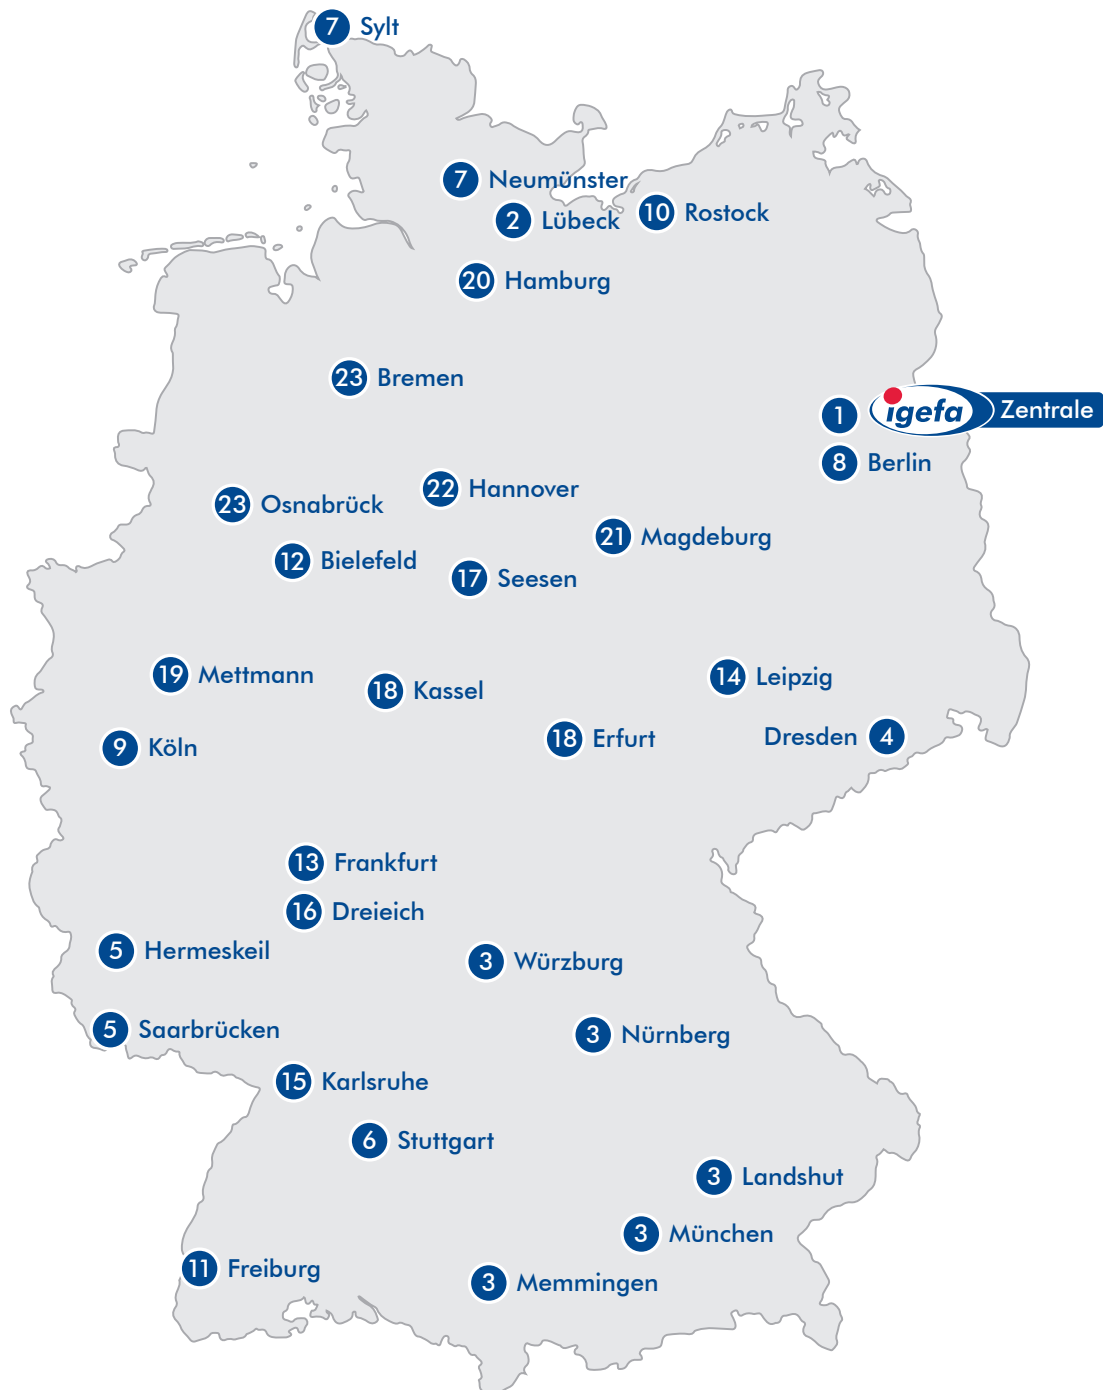 7 Sylt
7 Neumünster
2 Lübeck
10 Rostock
20 Hamburg
23 Bremen
1 igefa Zentrale
8 Berlin
22 Hannover
23 Osnabrück
21 Magdeburg
12 Bielefeld
17 Seesen
19 Mettmann
18 Kassel
14 Leipzig
Dresden 4
18 Erfurt
9 Köln
13 Frankfurt
16 Dreieich
5 Hermeskeil
3 Würzburg
5 Saarbrücken
3 Nürnberg
15 Karlsruhe
6 Stuttgart
3 Landshut
3 München
11 Freiburg
3 Memmingen